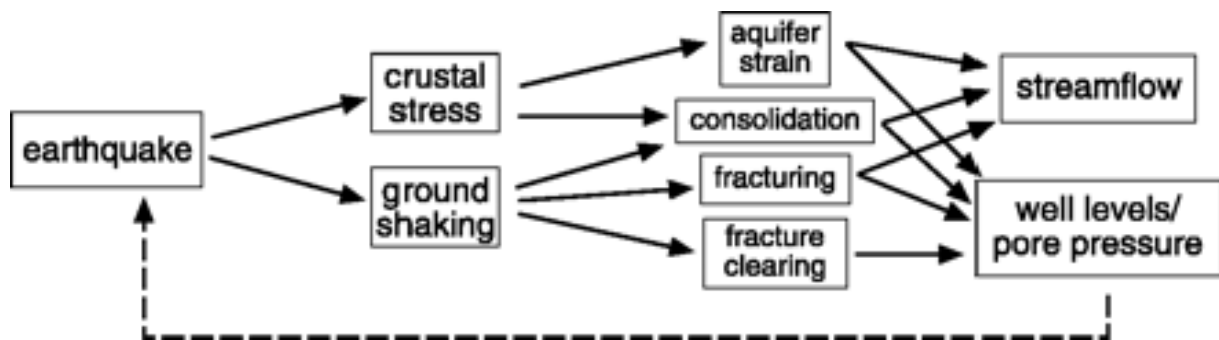 earthquake
crustal
stress
ground
shaking
aquifer
strain
consolidation
fracturing
fracture
clearing
streamflow
well levels/
pore pressure